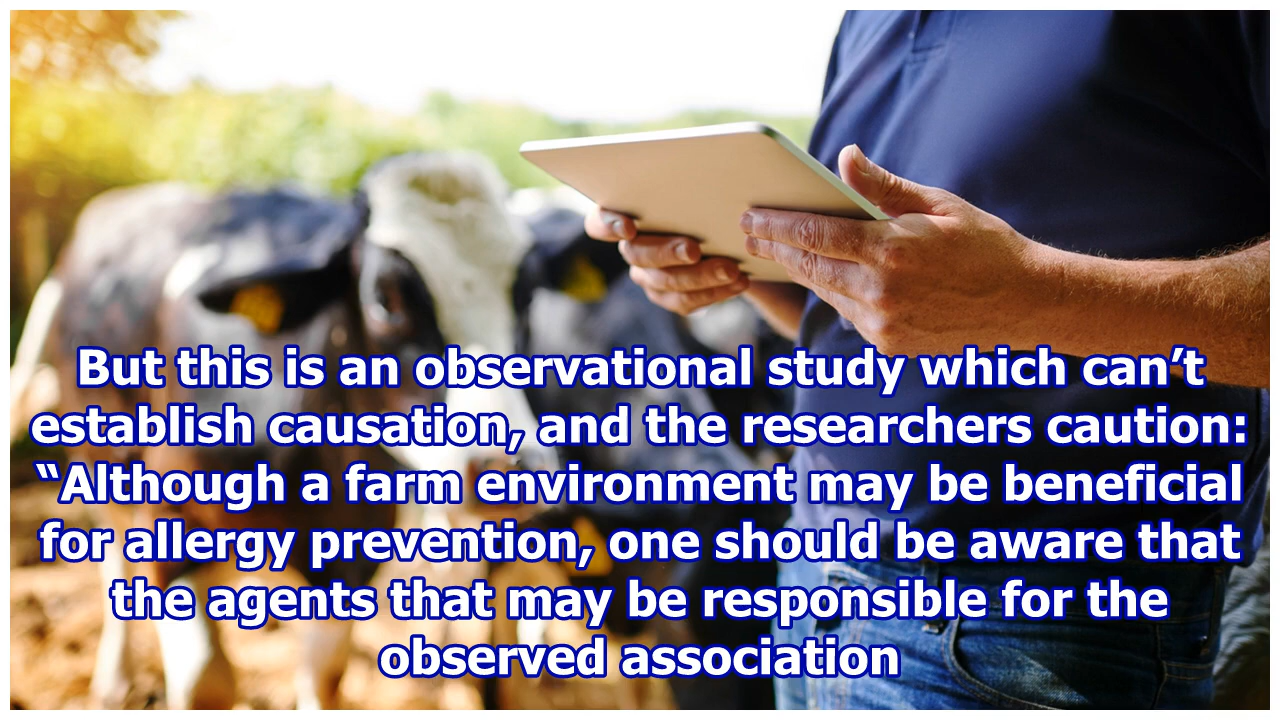 But this is an observational study which can’t
establish causation, and the researchers caution:
“Although a farm environment may be beneficial
for allergy prevention, one should be aware that
the agents that may be responsible for the
observed association